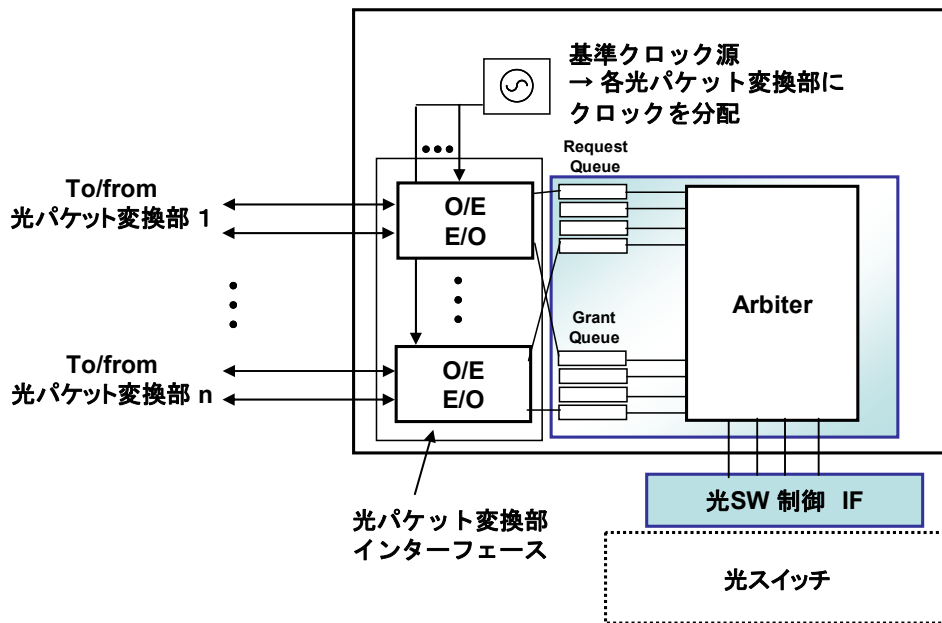 基準クロック源
→ 各光パケット変換部に
クロックを分配
Request
Queue
To/from
光パケット変換部 1
O/E
E/O
Arbiter
Grant
Queue
To/from
光パケット変換部 n
O/E
E/O
光SW 制御 IF
光パケット変換部
インターフェース
光スイッチ